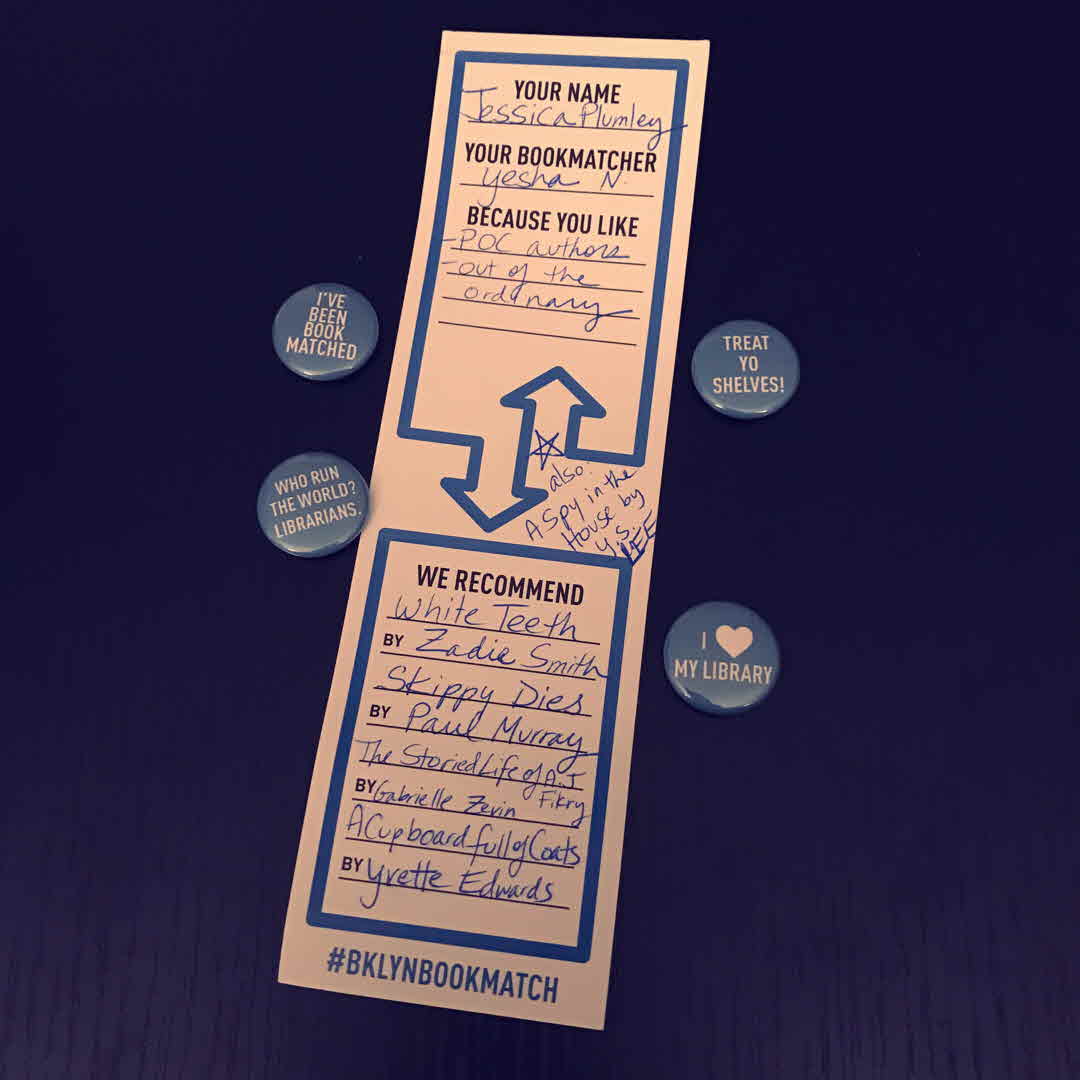 YOUR NAME
Jessica Plumley
YOUR BOOKMATCHER
Yesha N.
BECAUSE YOU LIKE
-POC authors
-out of the
ordinary
also:
A Spy in the
House by
Y.S. LEE
WE RECOMMEND
White Teeth
BY Zadie Smith
Skippy Dies
BY Paul Murray
The Storied Life of A.J
Fikry
BY Gabrielle Zevin
A Cupboard full of Coats
BY Yvette Edwards
#BKLYNBOOKMATCH
I'VE
BEEN
BOOK
MATCHED
WHO RUN
THE WORLD?
LIBRARIANS.
TREAT
YO
SHELVES!
I
MY LIBRARY